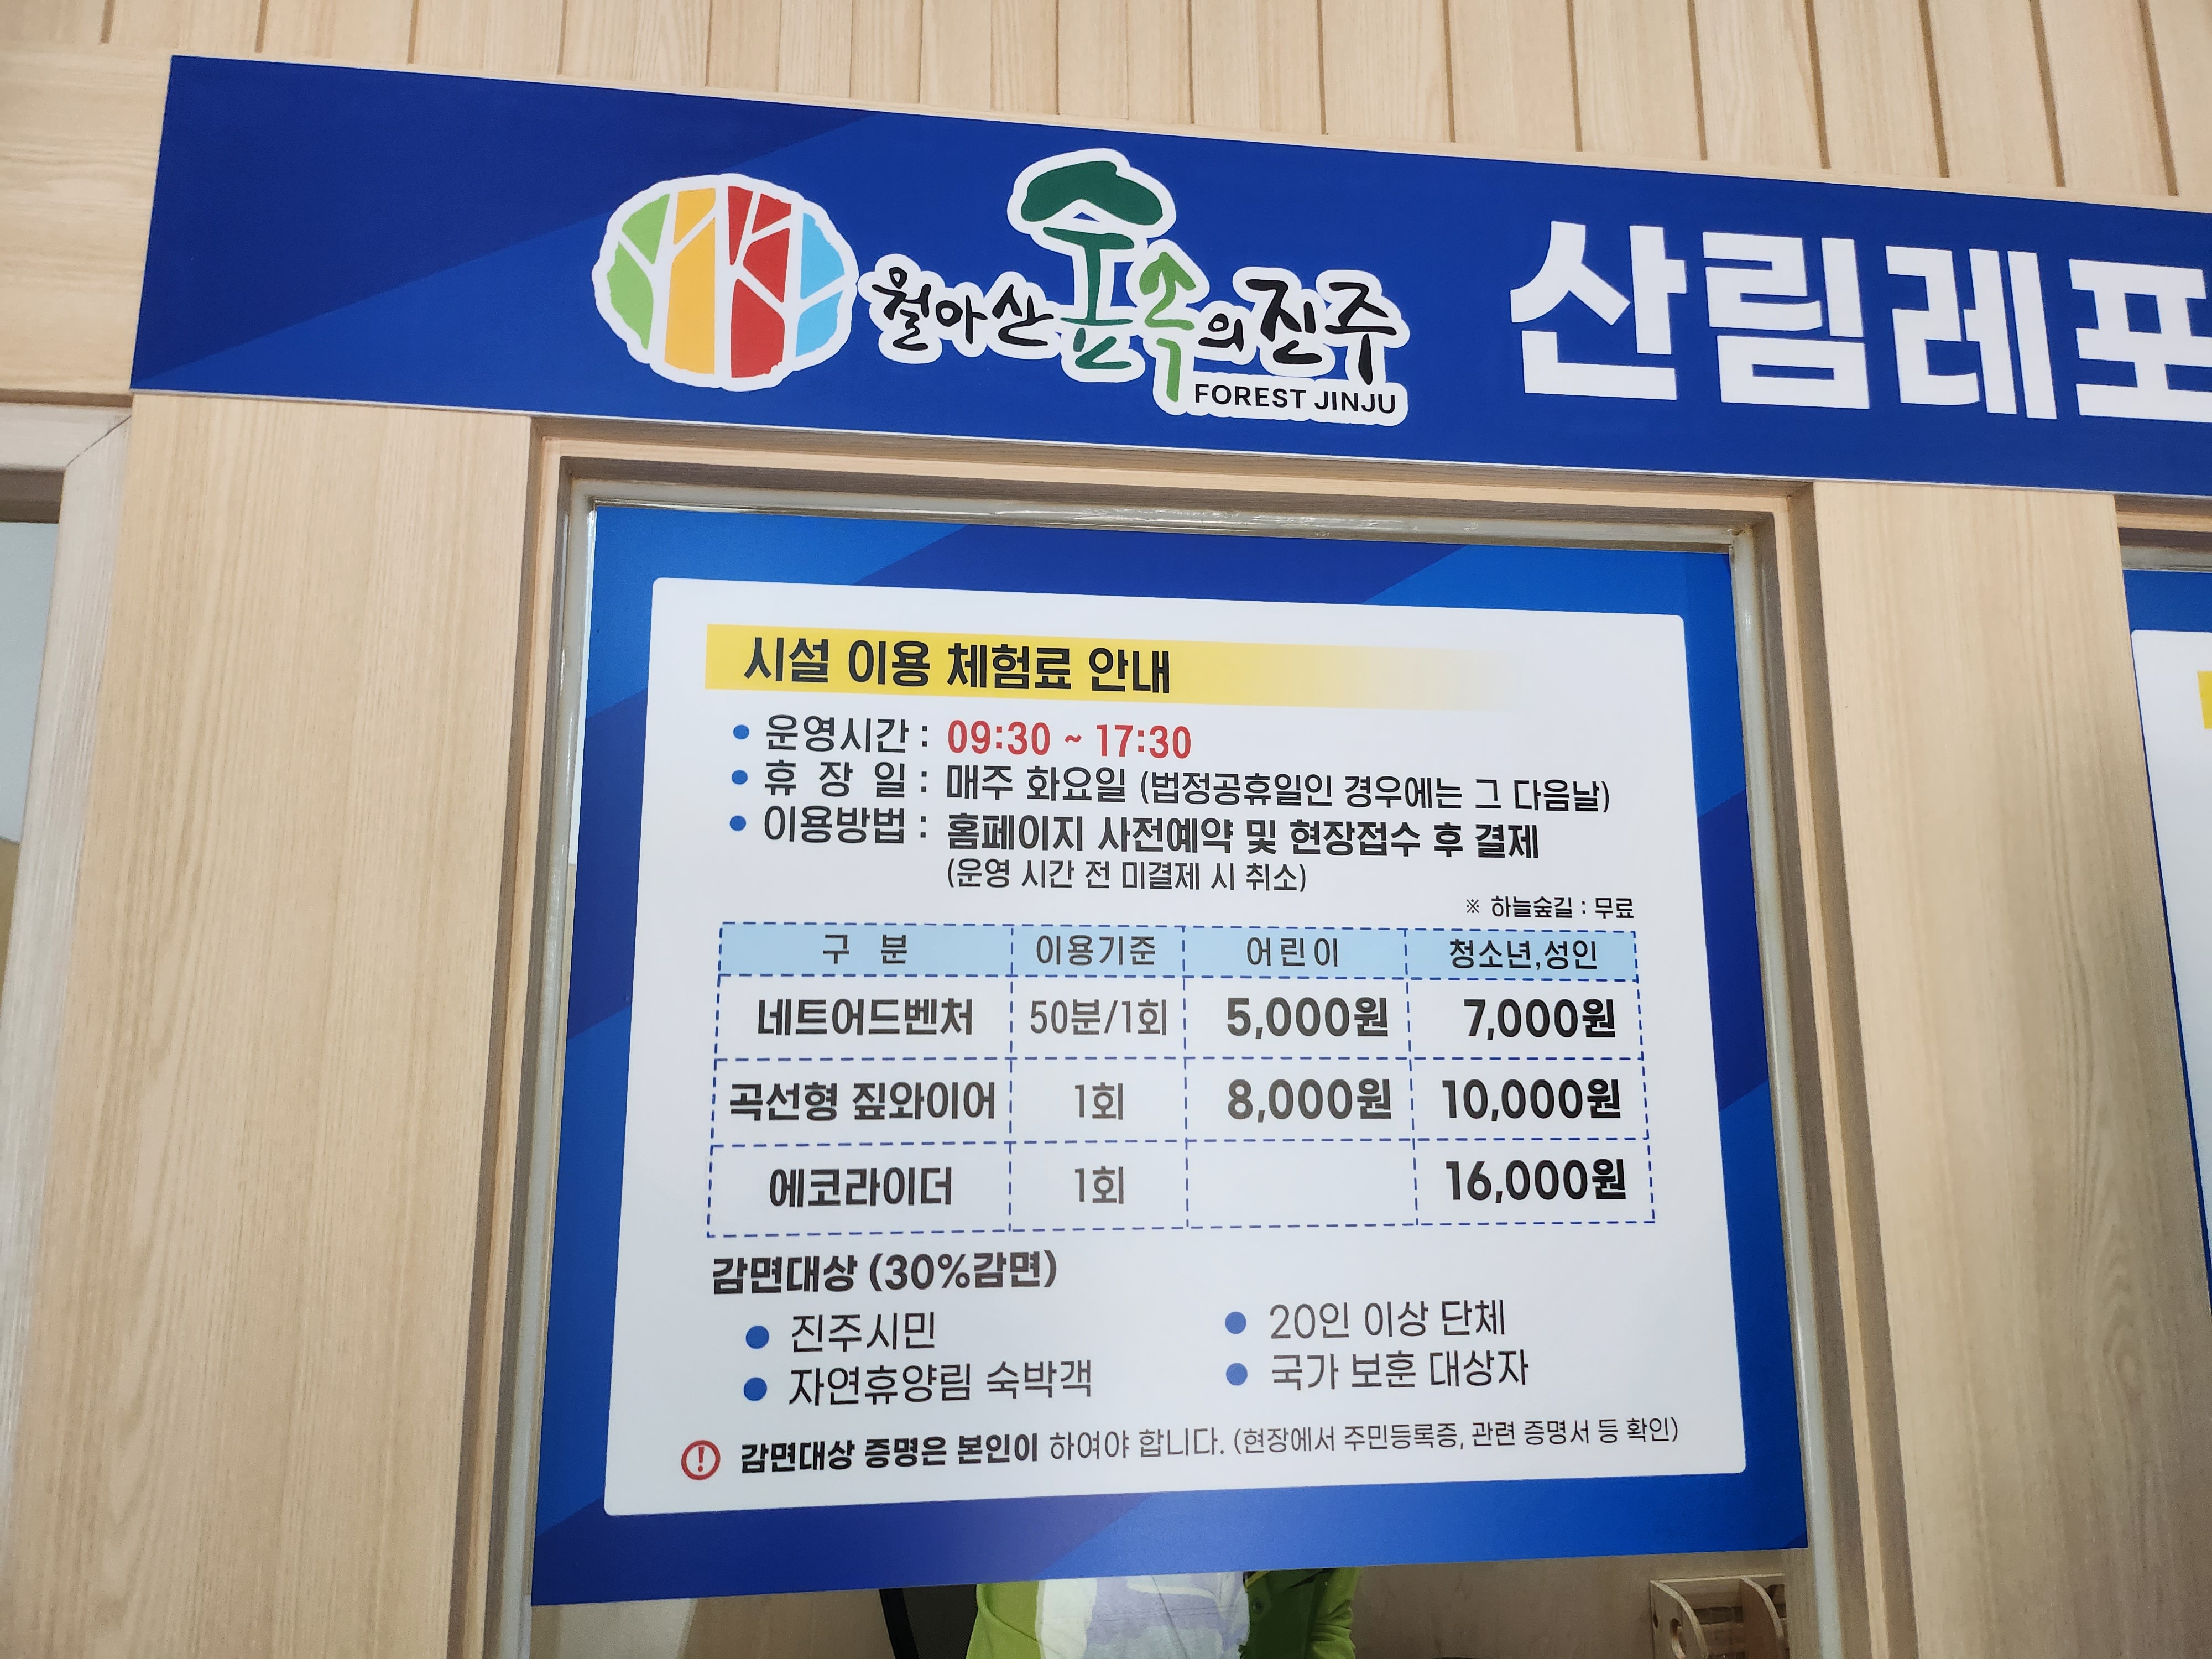 월아산 숲속의 진주
FOREST JINJU
산림레포
시설 이용 체험료 안내
• 운영시간 : 09:30 ~ 17:30
• 휴 장 일 : 매주 화요일 (법정공휴일인 경우에는 그 다음날)
• 이용방법 : 홈페이지 사전예약 및 현장접수 후 결제
(운영 시간 전 미결제 시 취소)
※ 하늘숲길 : 무료
구 분 이용기준 어린이 청소년,성인
네트어드벤처 50분/1회 5,000원 7,000원
곡선형 짚와이어 1회 8,000원 10,000원
에코라이더 1회 16,000원
감면대상 (30%감면)
• 진주시민 • 20인 이상 단체
• 자연휴양림 숙박객 • 국가 보훈 대상자
! 감면대상 증명은 본인이 하여야 합니다. (현장에서 주민등록증, 관련 증명서 등 확인)